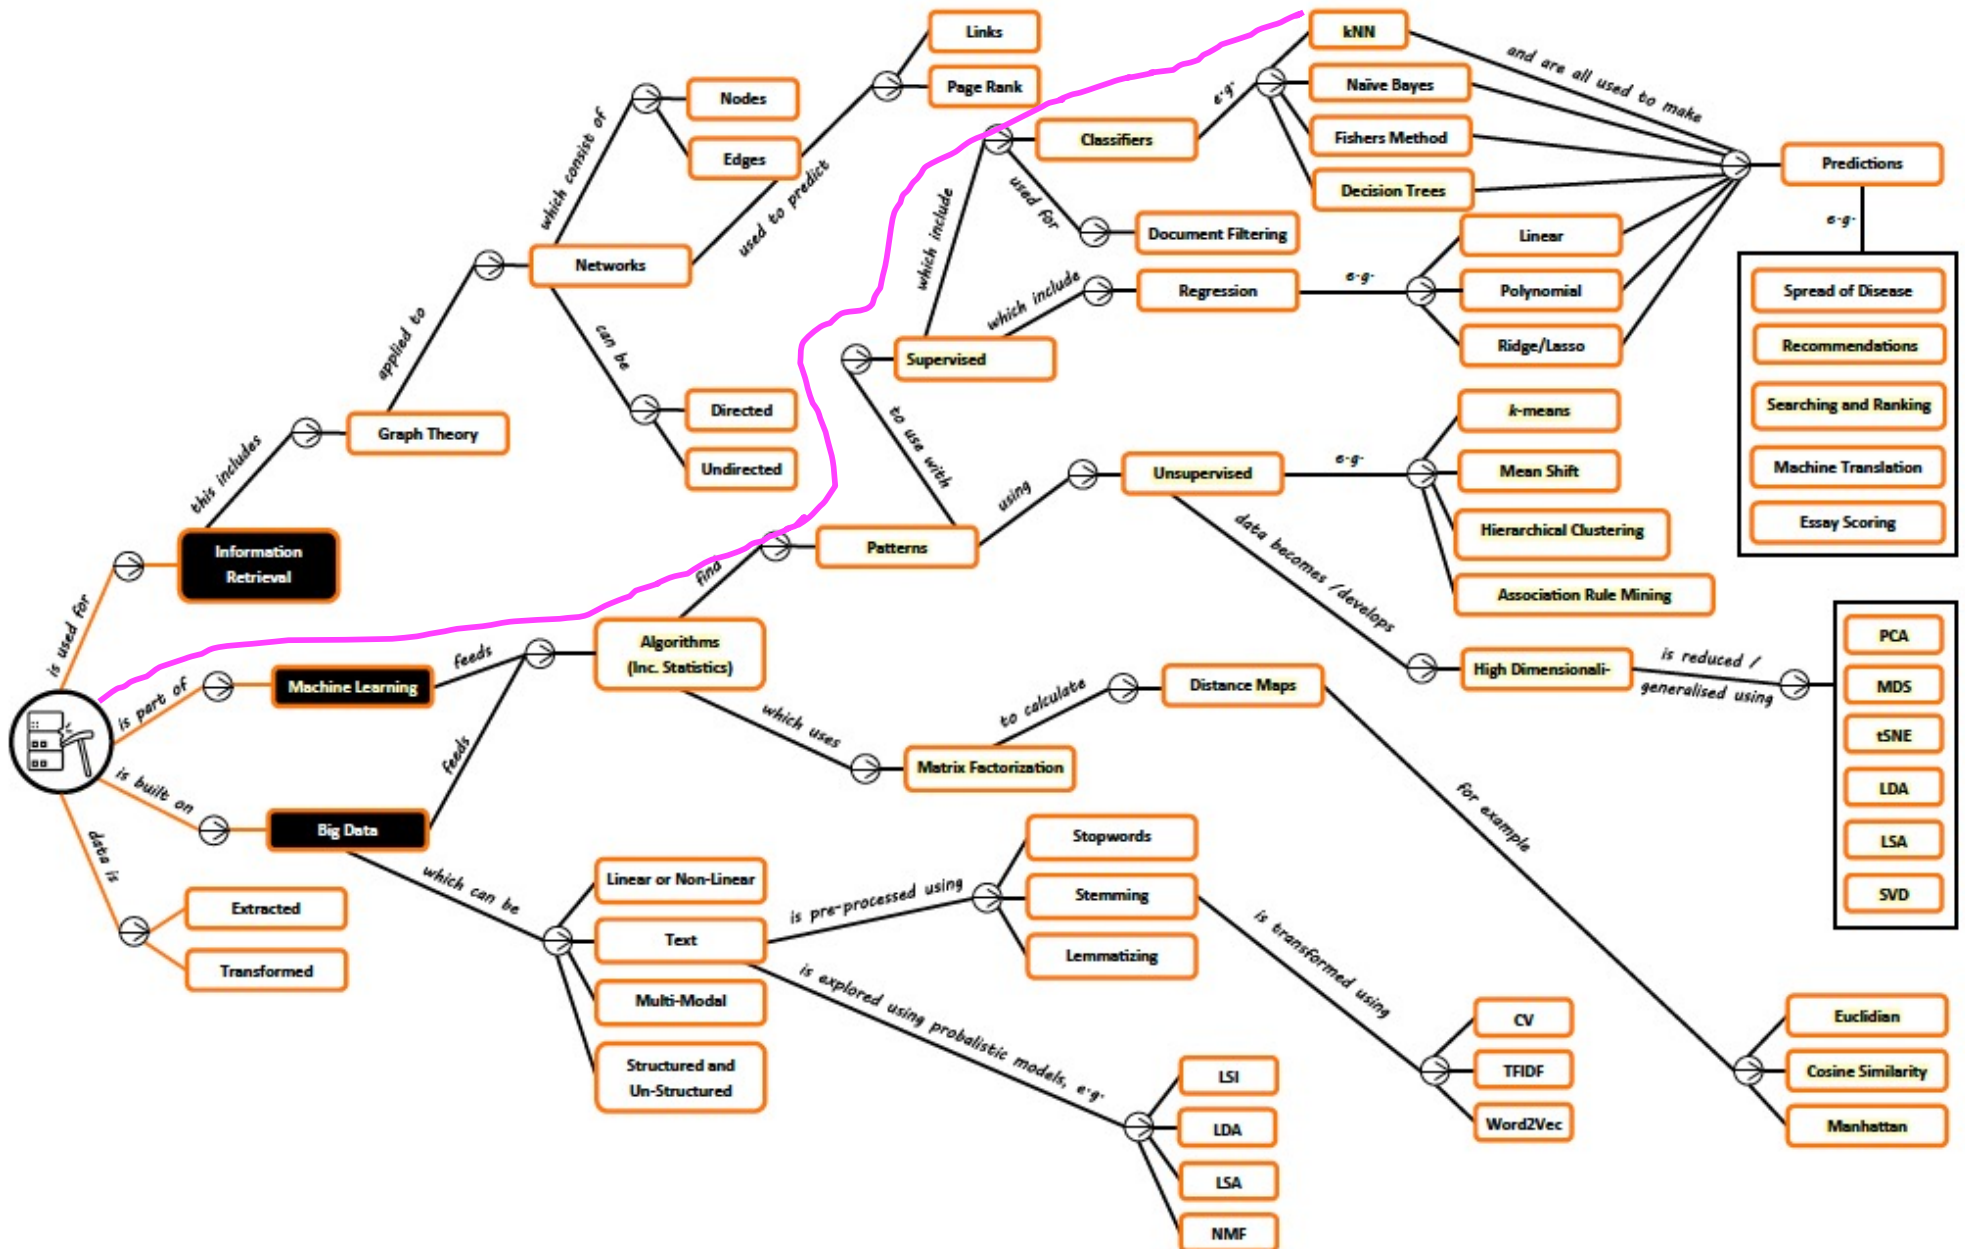 Links
Page Rank
Nodes
Edges
which consist of
used to predict
Networks
applied to
can be
Graph Theory
Directed
Undirected
this includes
Information
Retrieval
is used for
is part of
is built on
data is
Machine Learning
feeds
feeds
Big Data
Extracted
Transformed
Algorithms
(Inc. Statistics)
find
Patterns
to use with
using
Supervised
which include
which include
Classifiers
used for
Document Filtering
e.g.
kNN
Naïve Bayes
Fishers Method
Decision Trees
and are all used to make
Regression
e.g.
Linear
Polynomial
Ridge/Lasso
Predictions
e.g.
Spread of Disease
Recommendations
Searching and Ranking
Machine Translation
Essay Scoring
Unsupervised
e.g.
k-means
Mean Shift
Hierarchical Clustering
Association Rule Mining
data becomes / develops
High Dimensionali-
is reduced /
generalised using
PCA
MDS
tSNE
LDA
LSA
SVD
which uses
Matrix Factorization
to calculate
Distance Maps
for example
Euclidian
Cosine Similarity
Manhattan
which can be
Linear or Non-Linear
Text
Multi-Modal
Structured and
Un-Structured
is pre-processed using
Stopwords
Stemming
Lemmatizing
is transformed using
CV
TFIDF
Word2Vec
is explored using probalistic models, e.g.
LSI
LDA
LSA
NMF